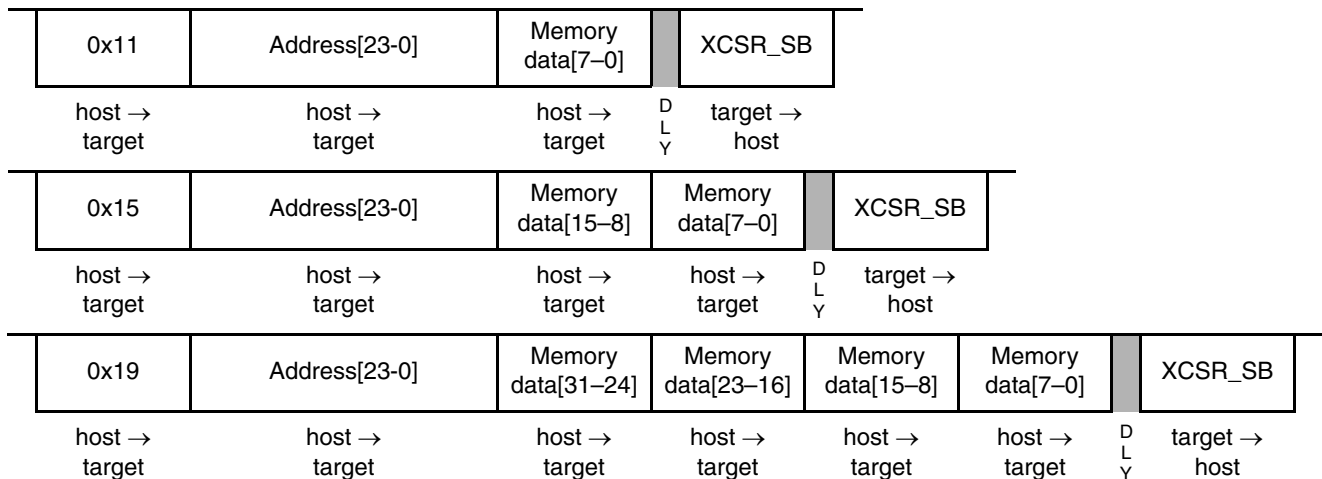 0x11 Address[23-0] Memory data[7–0] XCSR_SB
host → target host → target host → target D L Y target → host
0x15 Address[23-0] Memory data[15–8] Memory data[7–0] XCSR_SB
host → target host → target host → target host → target D L Y target → host
0x19 Address[23-0] Memory data[31–24] Memory data[23–16] Memory data[15–8] Memory data[7–0] XCSR_SB
host → target host → target host → target host → target host → target host → target D L Y target → host